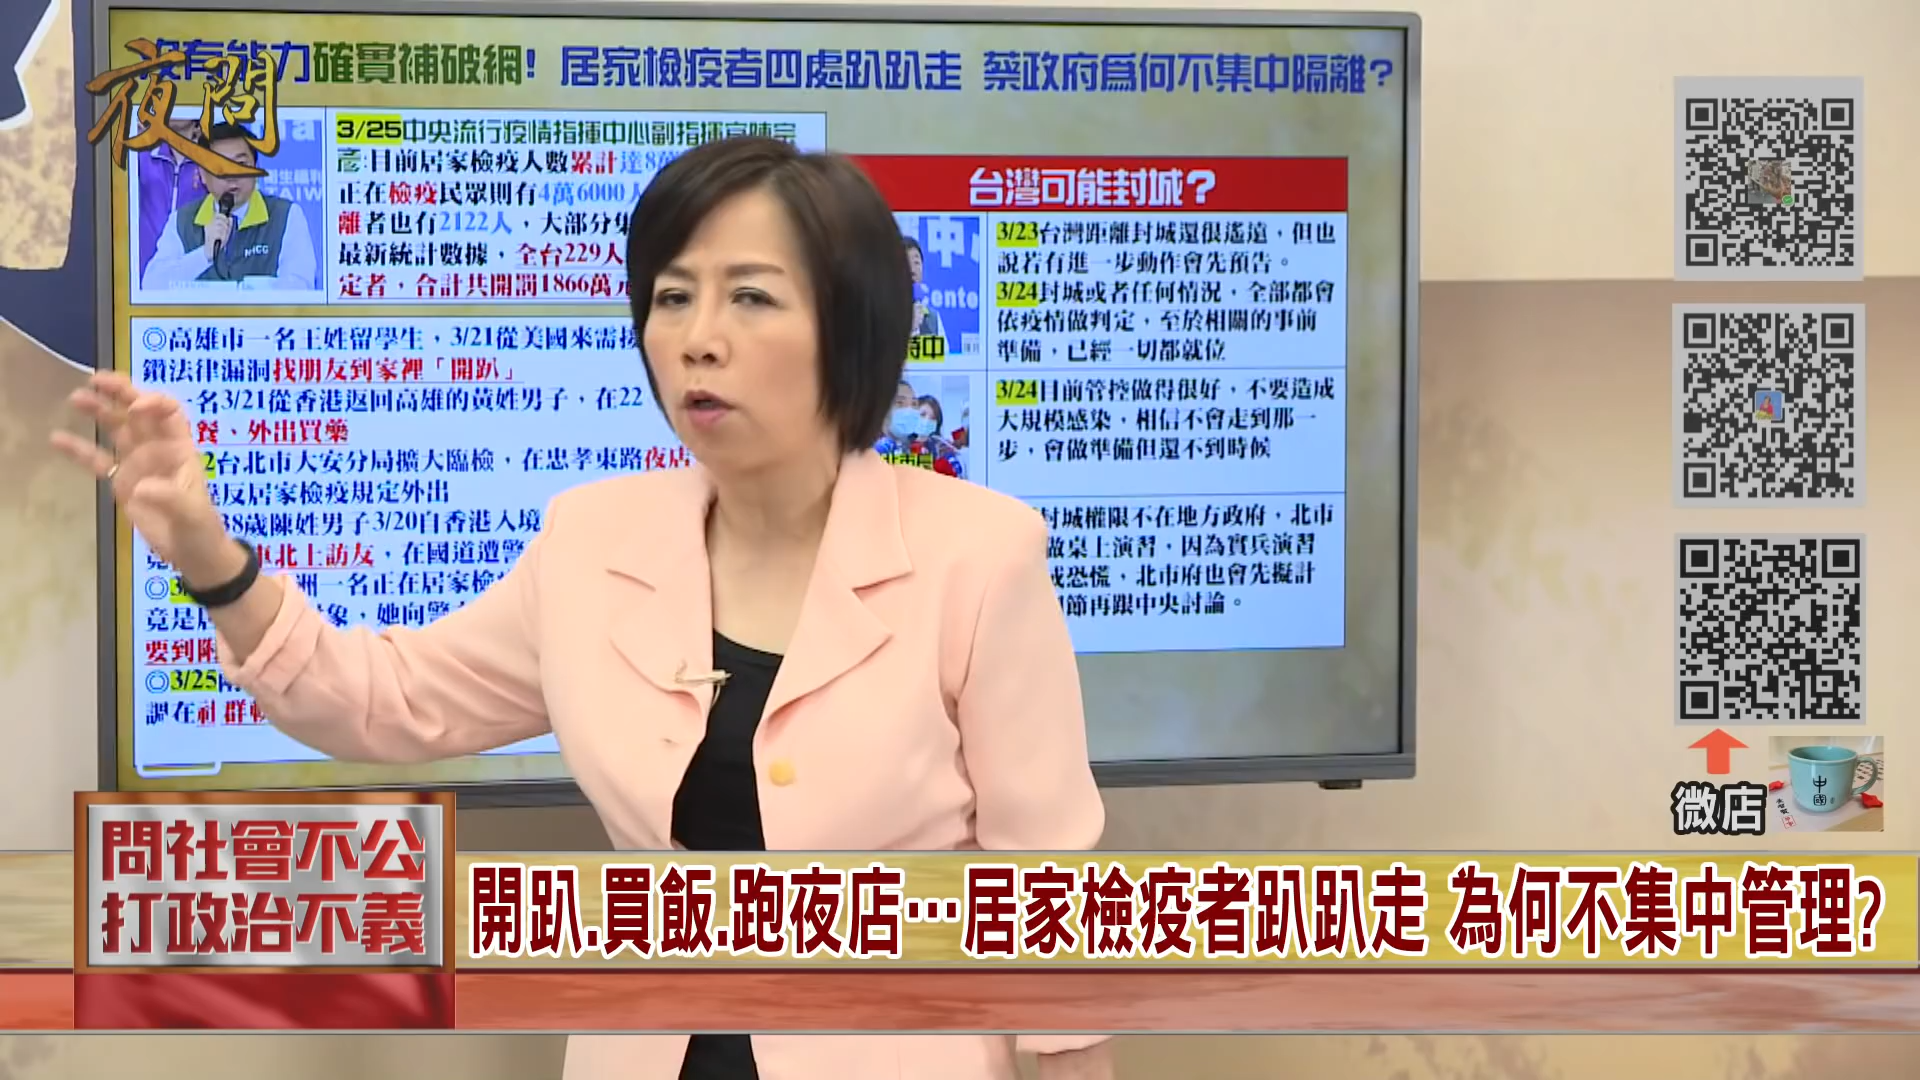 沒有能力確實補破網! 居家檢疫者四處趴趴走 蔡政府為何不集中隔離?
夜問
3/25中央流行疫情指揮中心副指揮官陳宗
彥:目前居家檢疫人數累計達8萬
正在檢疫民眾則有4萬6000人
離者也有2122人，大部分集
最新統計數據，全台229人
定者，合計共開罰1866萬元
◎高雄市一名王姓留學生，3/21從美國來需接
鑽法律漏洞找朋友到家裡「開趴」
一名3/21從香港返回高雄的黃姓男子，在22
餐、外出買藥
2台北市大安分局擴大臨檢，在忠孝東路夜店
違反居家檢疫規定外出
38歲陳姓男子3/20自香港入境
車北上訪友，在國道遭警
◎3
洲一名正在居家檢疫
竟是居
象，她向警
要到附
◎3/25
調在社群軟
台灣可能封城?
3/23台灣距離封城還很遙遠，但也
說若有進一步動作會先預告。
3/24封城或者任何情況，全部都會
依疫情做判定，至於相關的事前
準備，已經一切都就位
時中
3/24目前管控做得很好，不要造成
大規模感染，相信不會走到那一
步，會做準備但還不到時候
北市長
封城權限不在地方政府，北市
做桌上演習，因為實兵演習
成恐慌，北市府也會先擬計
細節再跟中央討論。
微店
中國
問社會不公
打政治不義
開趴.買飯.跑夜店…居家檢疫者趴趴走 為何不集中管理?